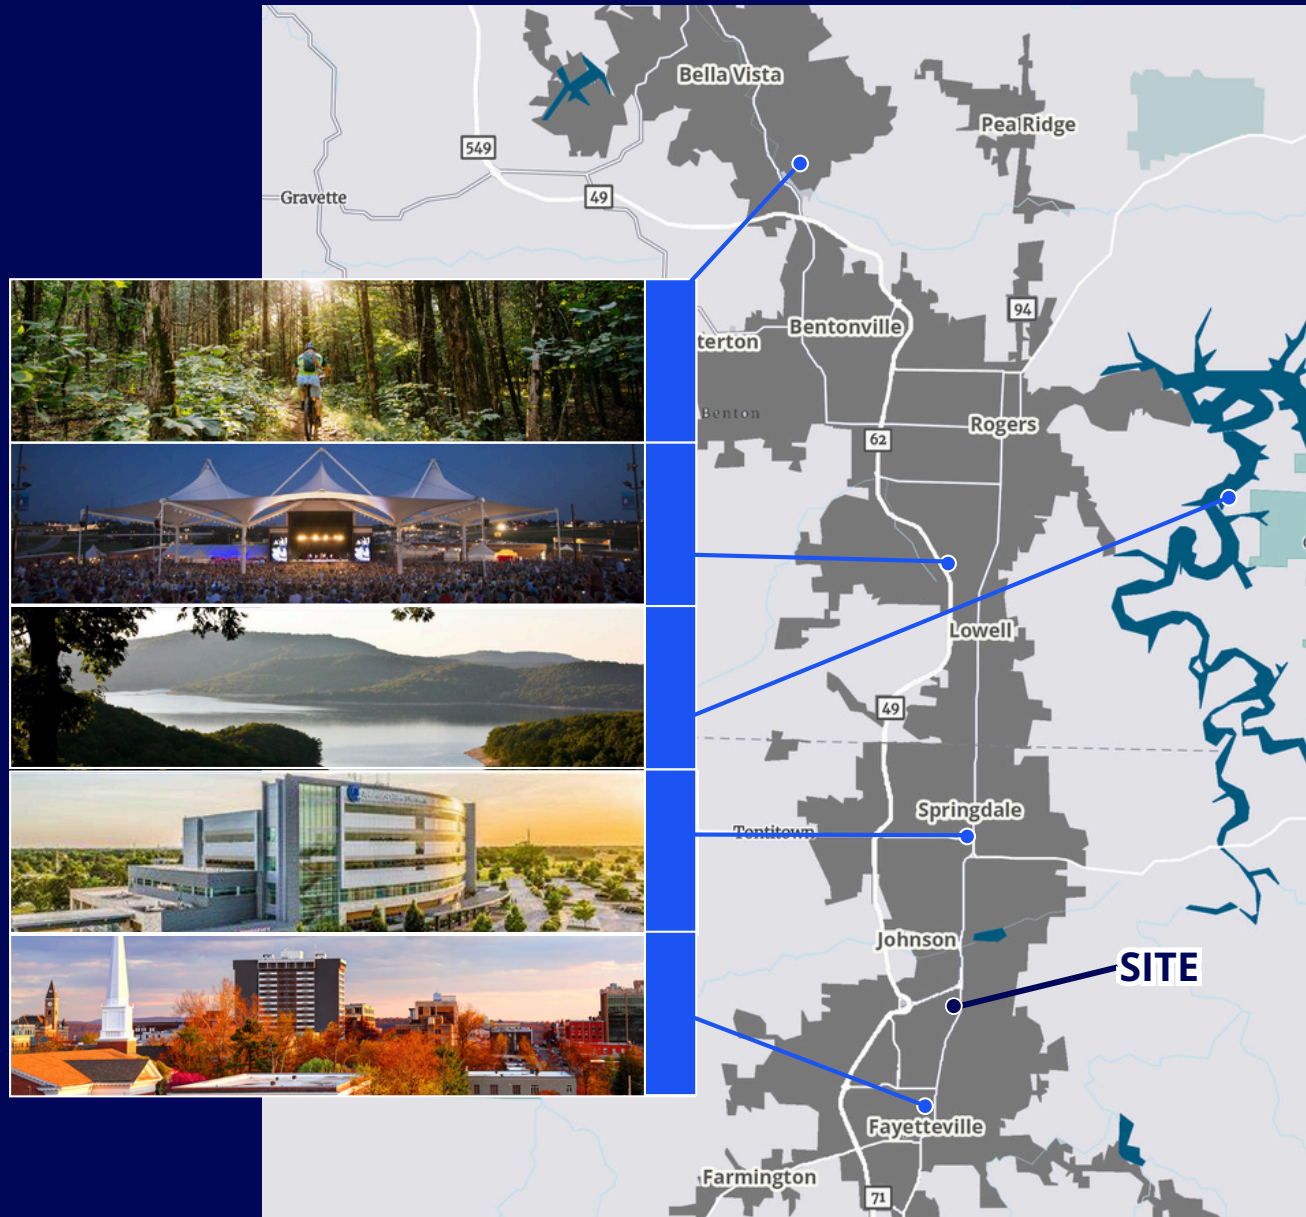 Bella Vista
Pea Ridge
549
49
Gravette
94
Bentonville
terton
Benton
Rogers
62
Lowell
49
Springdale
Tontitown
Johnson
SITE
Fayetteville
Farmington
71